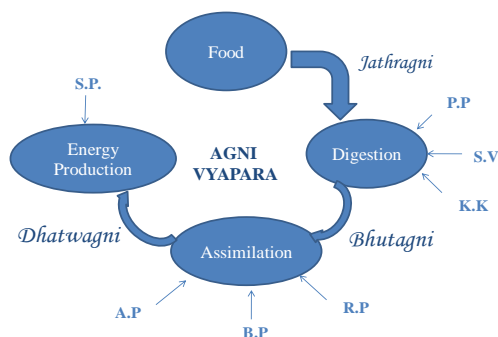 Food
Jathragni
S.P.
P.P
Energy
Production
AGNI
VYAPARA
Digestion
S.V
K.K
Dhatwagni
Bhutagni
Assimilation
A.P
B.P
R.P